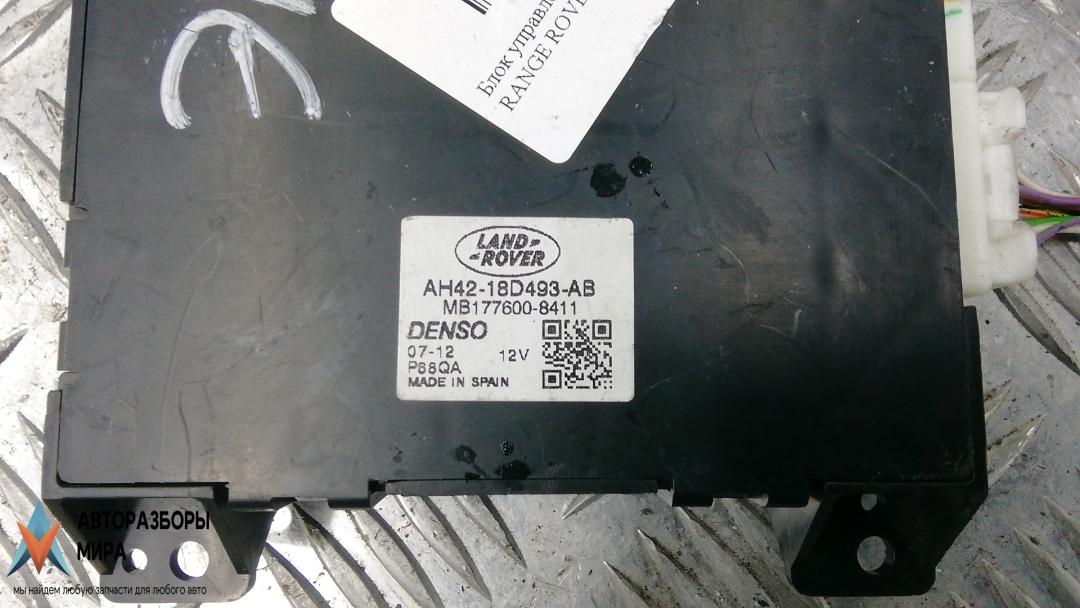 Блок управл
RANGE ROVE
LAND
ROVER
AH42-18D493-AB
MB177600-8411
DENSO
07-12 12V
P68QA
MADE IN SPAIN
АВТОРАЗБОРЫ
МИРА
мы найдем любую запчасти для любого авто